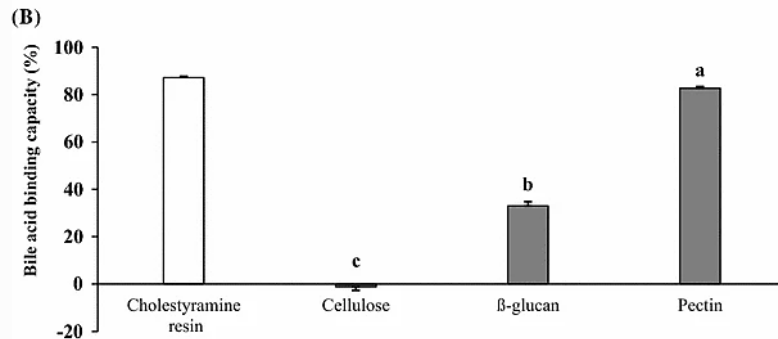 (B)
Bile acid binding capacity (%)
100
80
60
40
20
0
-20
a
b
c
Cholestyramine
resin
Cellulose
ß-glucan
Pectin